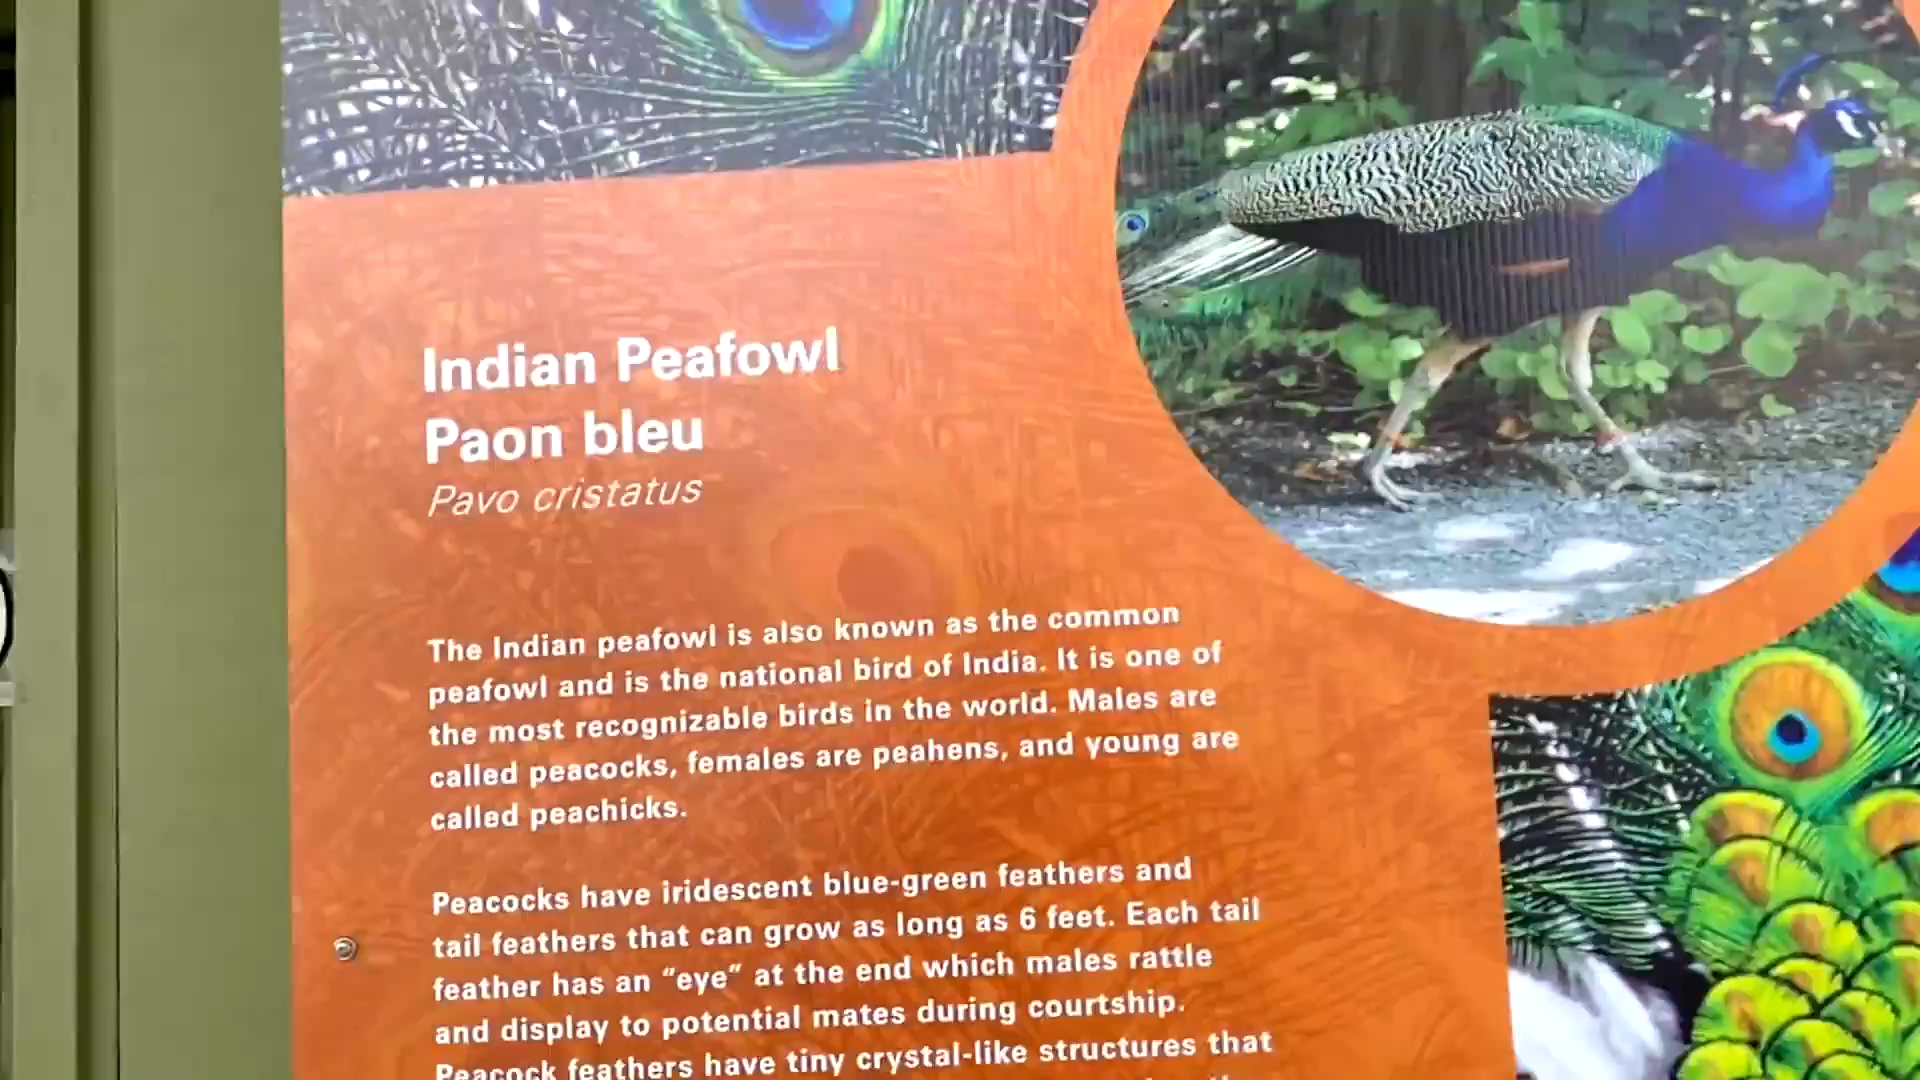 Indian Peafowl
Paon bleu
Pavo cristatus
The Indian peafowl is also known as the common
peafowl and is the national bird of India. It is one of
the most recognizable birds in the world. Males are
called peacocks, females are peahens, and young are
called peachicks.
Peacocks have iridescent blue-green feathers and
tail feathers that can grow as long as 6 feet. Each tail
feather has an “eye” at the end which males rattle
and display to potential mates during courtship.
Peacock feathers have tiny crystal-like structures that